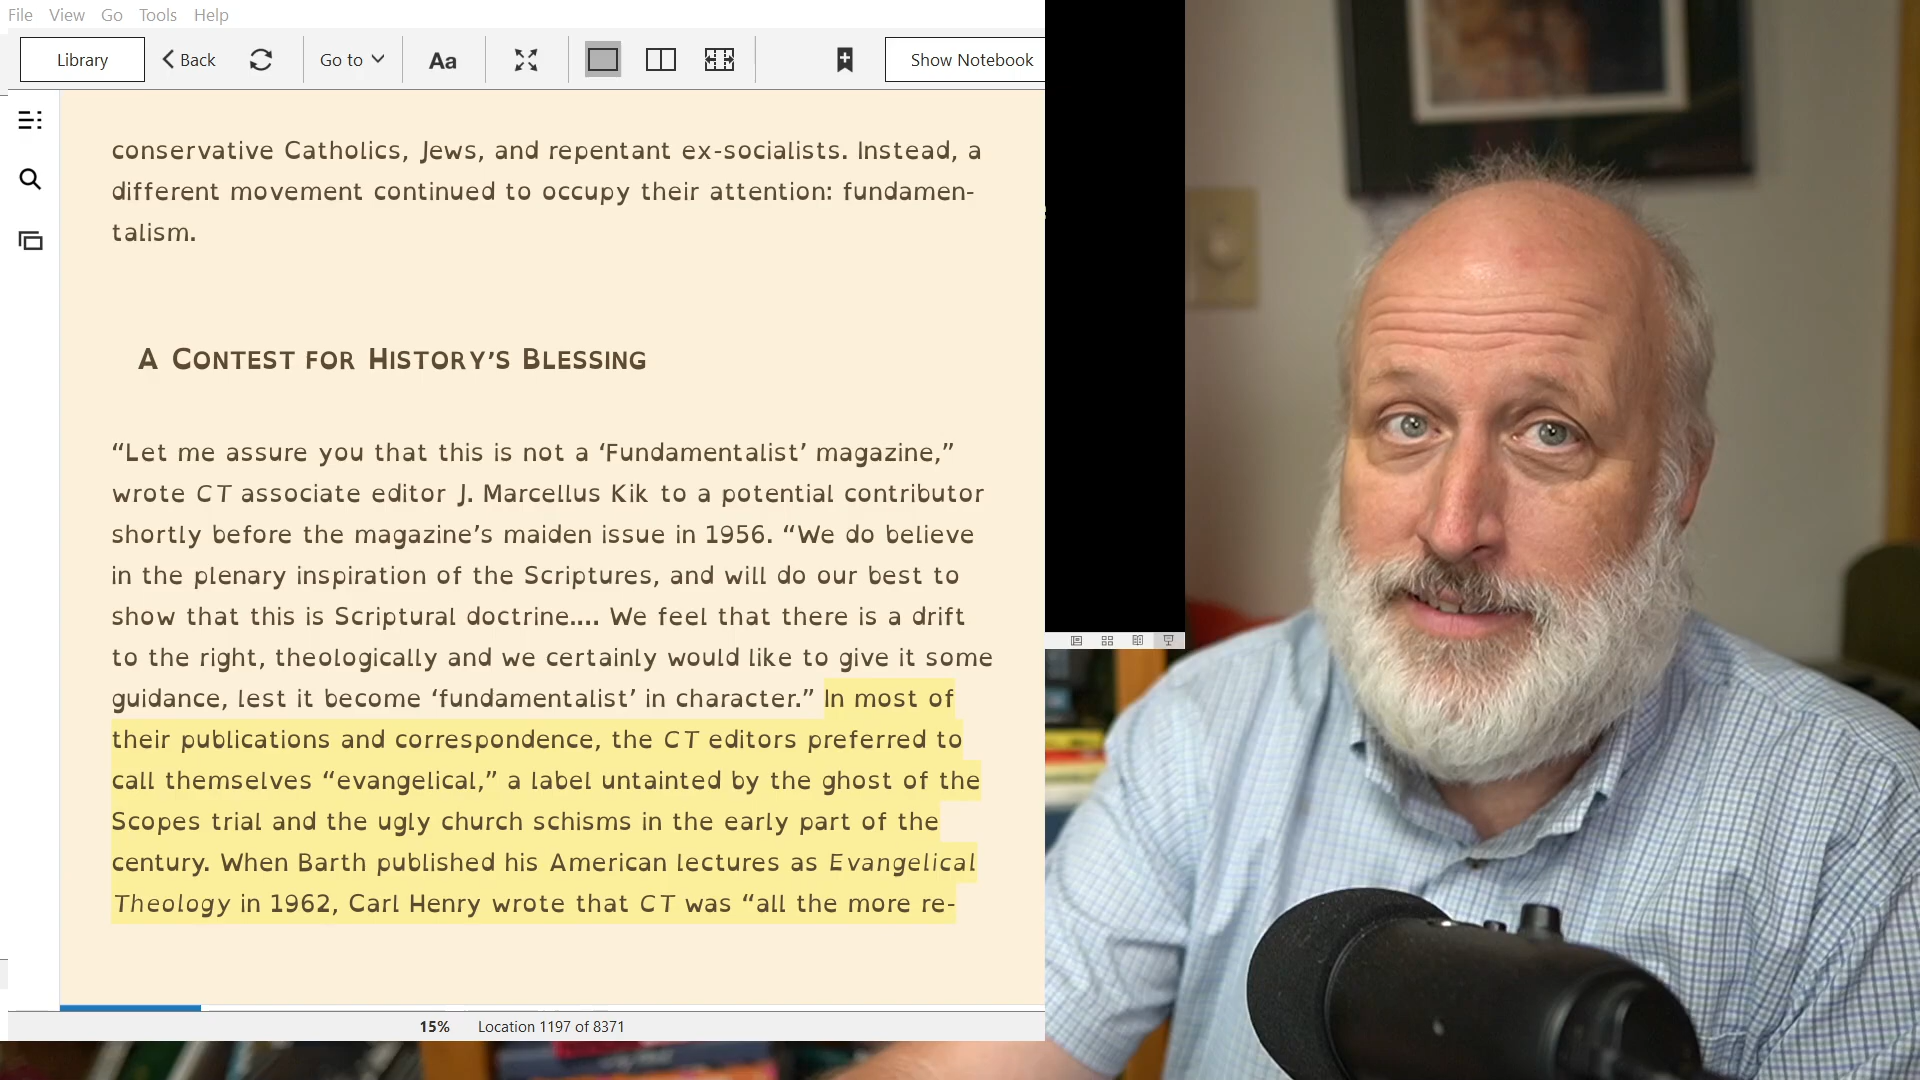 File View Go Tools Help
Library Back Go to Aa Show Notebook
conservative Catholics, Jews, and repentant ex-socialists. Instead, a
different movement continued to occupy their attention: fundamen-
talism.
A CONTEST FOR HISTORY'S BLESSING
“Let me assure you that this is not a ‘Fundamentalist’ magazine,”
wrote CT associate editor J. Marcellus Kik to a potential contributor
shortly before the magazine’s maiden issue in 1956. “We do believe
in the plenary inspiration of the Scriptures, and will do our best to
show that this is Scriptural doctrine.... We feel that there is a drift
to the right, theologically and we certainly would like to give it some
guidance, lest it become ‘fundamentalist’ in character.” In most of
their publications and correspondence, the CT editors preferred to
call themselves “evangelical,” a label untainted by the ghost of the
Scopes trial and the ugly church schisms in the early part of the
century. When Barth published his American lectures as Evangelical
Theology in 1962, Carl Henry wrote that CT was “all the more re-
15% Location 1197 of 8371